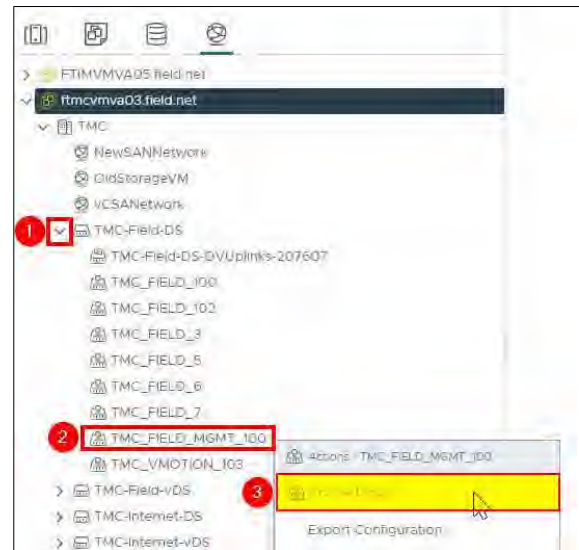 FTIMVMVA05.field.net
ftmcvmva03.field.net
TMC
NewSANNetwork
OldStorageVM
vCSANetwork
1 TMC-Field-DS
TMC-Field-DS-DVUplinks-207607
TMC_FIELD_100
TMC_FIELD_102
TMC_FIELD_3
TMC_FIELD_5
TMC_FIELD_6
TMC_FIELD_7
2 TMC_FIELD_MGMT_100
Actions - TMC_FIELD_MGMT_100
TMC_VMOTION_103
TMC-Field-vDS
3
TMC-Internet-DS
Export Configuration
TMC-Internet-vDS